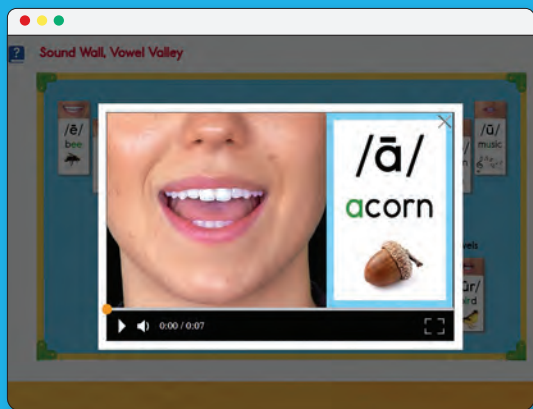 ?
Sound Wall, Vowel Valley
/ē/
bee
/ā/
acorn
/ū/
music
/ûr/
bird
0:00 / 0:07